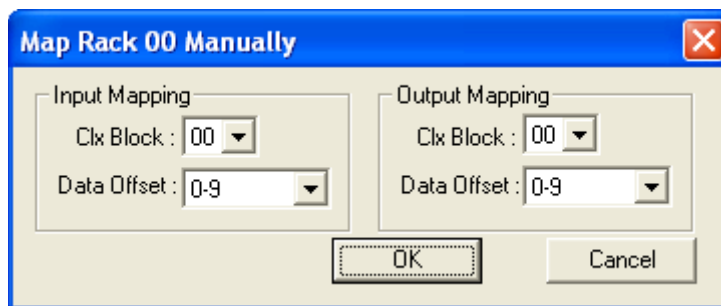 Map Rack 00 Manually
Input Mapping
Clx Block : 00
Data Offset : 0-9
Output Mapping
Clx Block : 00
Data Offset : 0-9
OK
Cancel